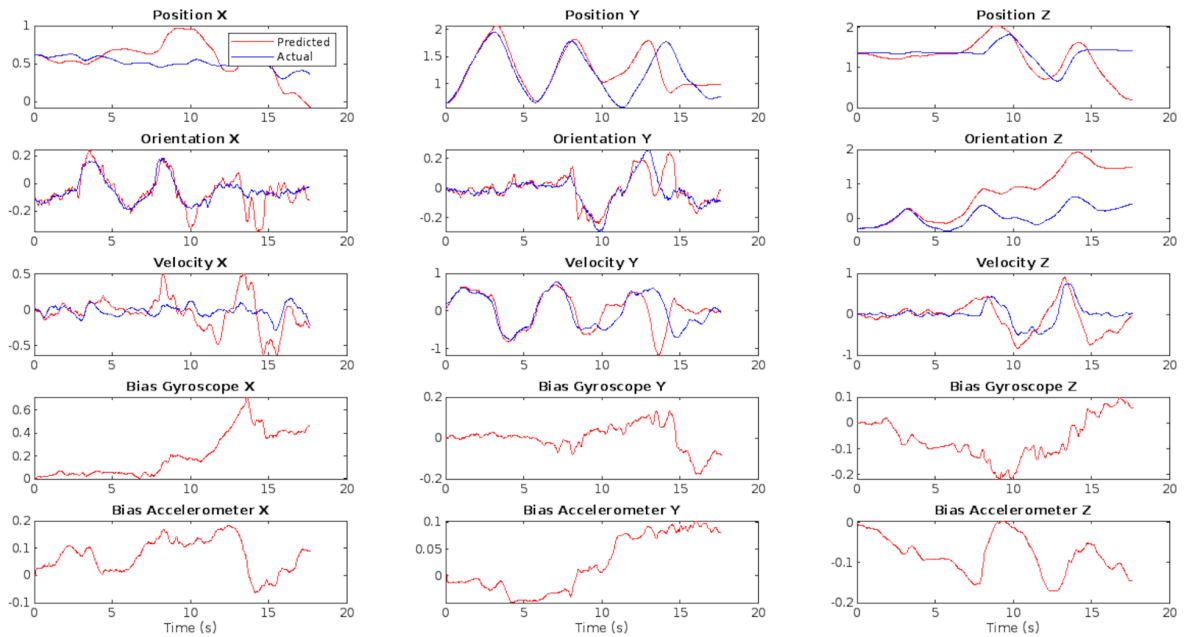 Position X
Position Y
Position Z
1
0.5
0
Predicted
Actual
0 5 10 15 20
2
1.5
1
0 5 10 15 20
2
1
0
0 5 10 15 20
Orientation X
Orientation Y
Orientation Z
0.2
0
-0.2
0 5 10 15 20
0.2
0
-0.2
0 5 10 15 20
2
1
0
0 5 10 15 20
Velocity X
Velocity Y
Velocity Z
0.5
0
-0.5
0 5 10 15 20
1
0
-1
0 5 10 15 20
1
0
-1
0 5 10 15 20
Bias Gyroscope X
Bias Gyroscope Y
Bias Gyroscope Z
0.6
0.4
0.2
0
0 5 10 15 20
0.2
0
-0.2
0 5 10 15 20
0.1
0
-0.1
-0.2
0 5 10 15 20
Bias Accelerometer X
Bias Accelerometer Y
Bias Accelerometer Z
0.2
0.1
0
-0.1
0 5 10 15 20
0.1
0.05
0
0 5 10 15 20
0
-0.1
-0.2
0 5 10 15 20
Time (s)
Time (s)
Time (s)